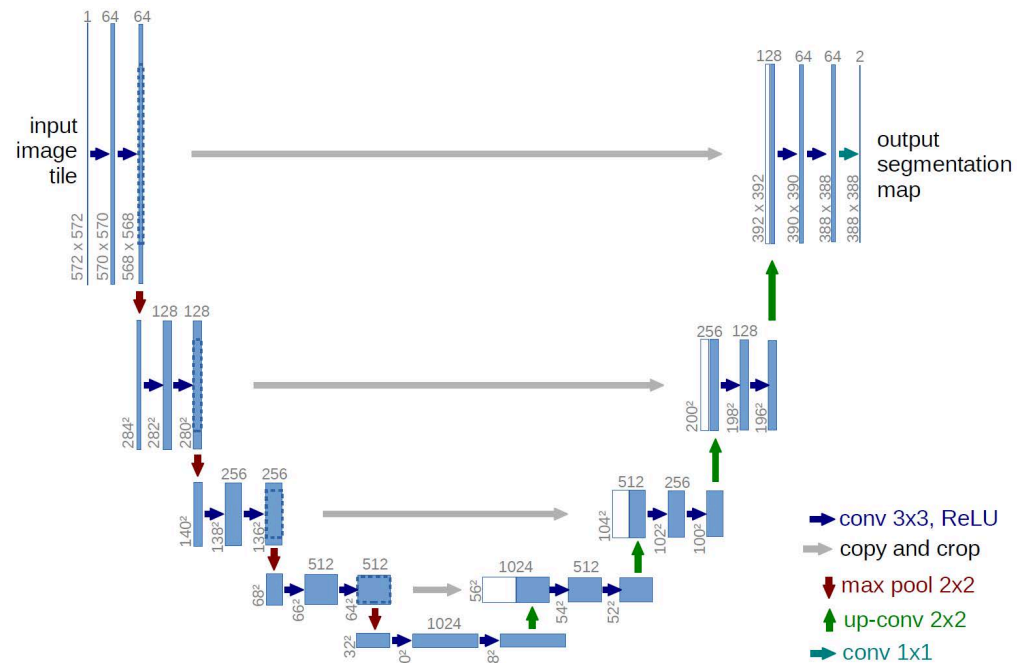 1 64 64
input
image
tile
572 x 572
570 x 570
568 x 568
128 64 64 2
output
segmentation
map
392 x 392
390 x 390
388 x 388
388 x 388
128 128
284²
282²
280²
256 128
200²
198²
196²
256 256
140²
138²
136²
512 256
104²
102²
100²
512 512
68²
66²
64²
1024 512
56²
54²
52²
1024
32²
0²
8²
conv 3x3, ReLU
copy and crop
max pool 2x2
up-conv 2x2
conv 1x1